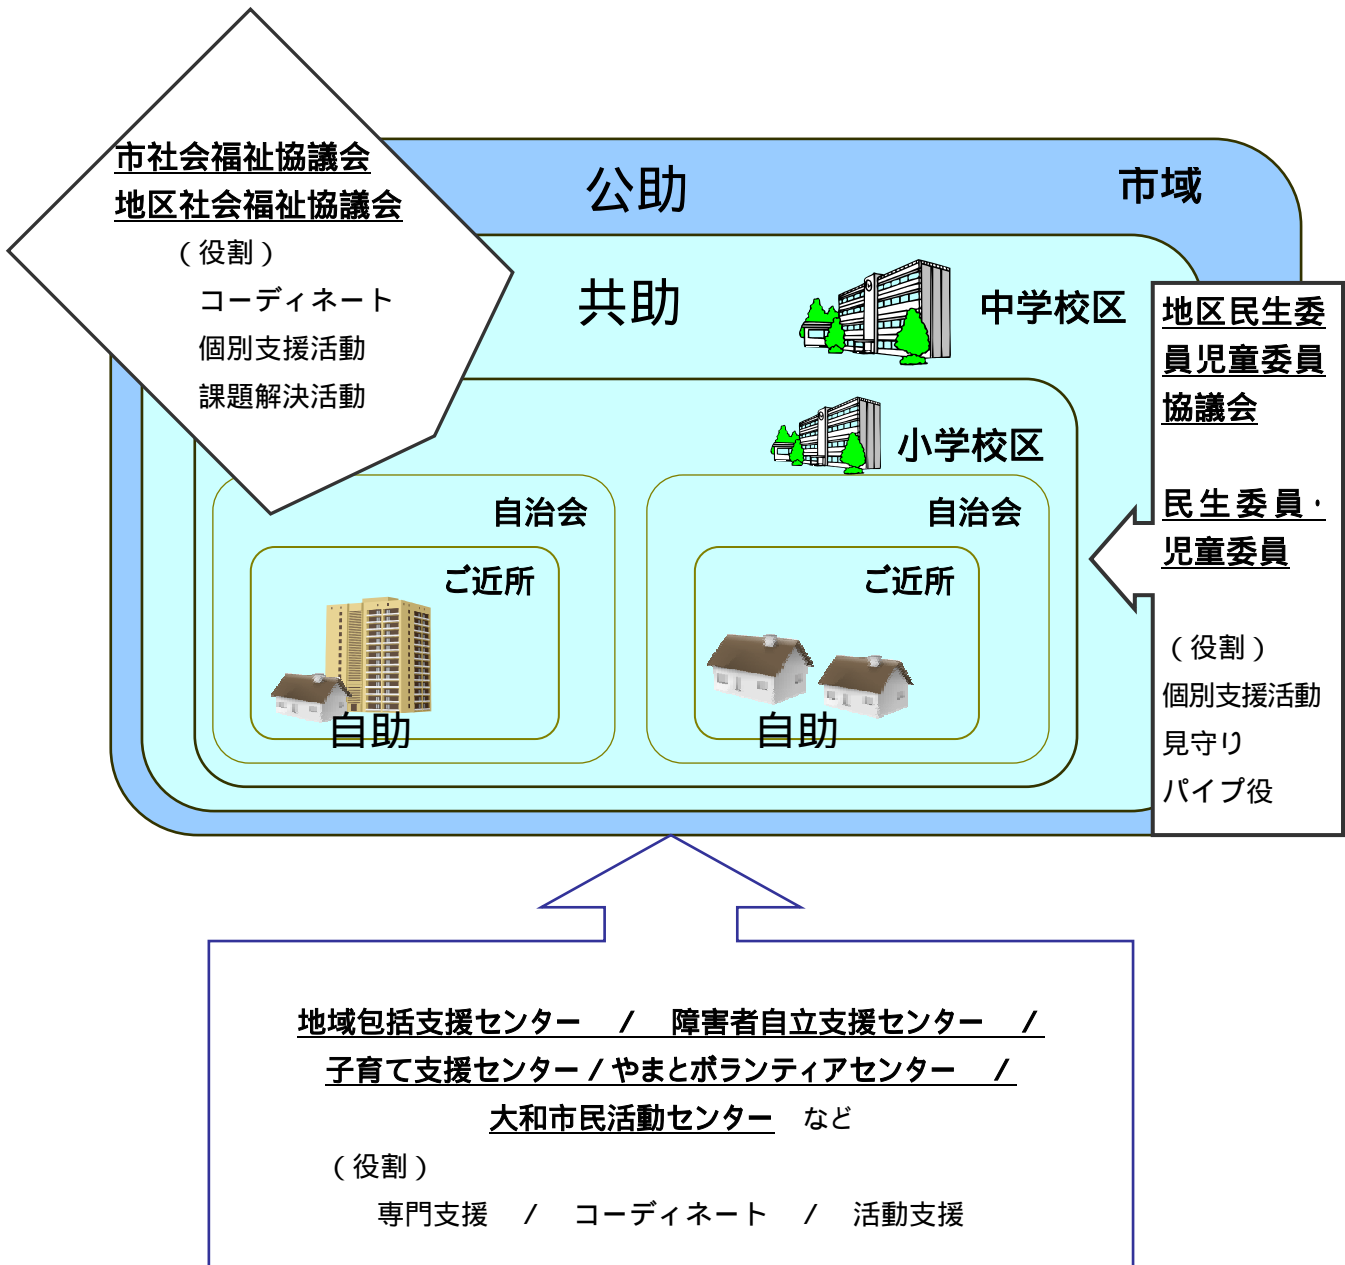 市社会福祉協議会
地区社会福祉協議会
（役割）
コーディネート
個別支援活動
課題解決活動
公助
市域
共助
中学校区
小学校区
自治会
ご近所
自助
自治会
ご近所
自助
地区民生委
員児童委員
協議会
民生委員・
児童委員
（役割）
個別支援活動
見守り
パイプ役
地域包括支援センター　/　障害者自立支援センター　/
子育て支援センター / やまとボランティアセンター　/
大和市民活動センター　など
（役割）
専門支援　/　コーディネート　/　活動支援